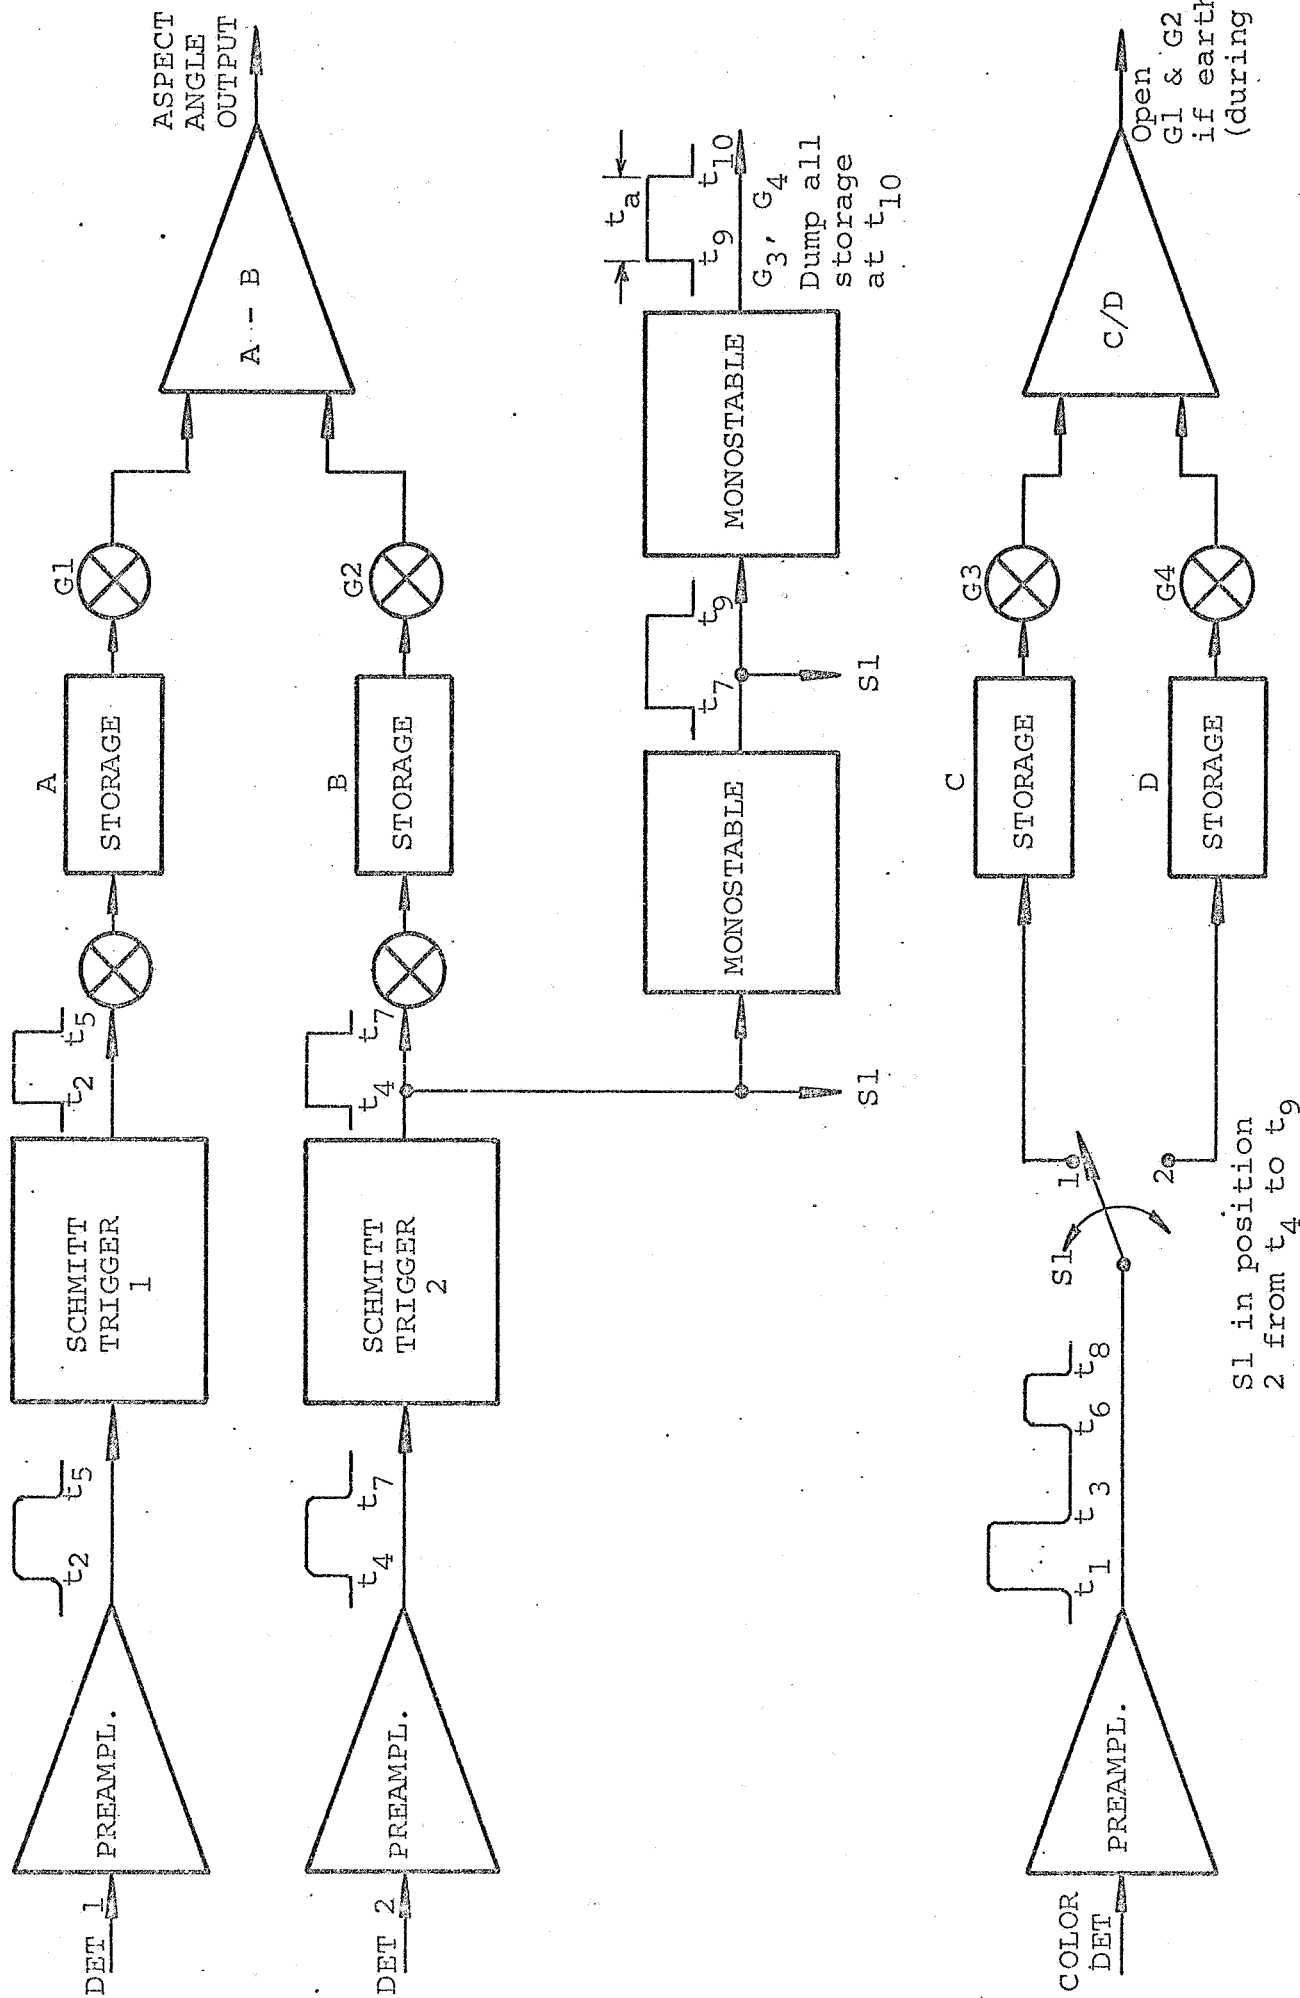 DET 1
PREAMPL.
t2 t5
SCHMITT
TRIGGER
1
t2 t5
A
STORAGE
G1
A - B
ASPECT
ANGLE
OUTPUT
DET 2
PREAMPL.
t4 t7
SCHMITT
TRIGGER
2
t4 t7
B
STORAGE
G2
S1
MONOSTABLE
t7 t9
S1
MONOSTABLE
ta
t9 t10
G3, G4
Dump all
storage
at t10
COLOR
DET
PREAMPL.
t1 t3 t6 t8
S1
1
2
S1 in position
2 from t4 to t9
C
STORAGE
D
STORAGE
G3
G4
C/D
Open
G1 & G2
if earth
(during